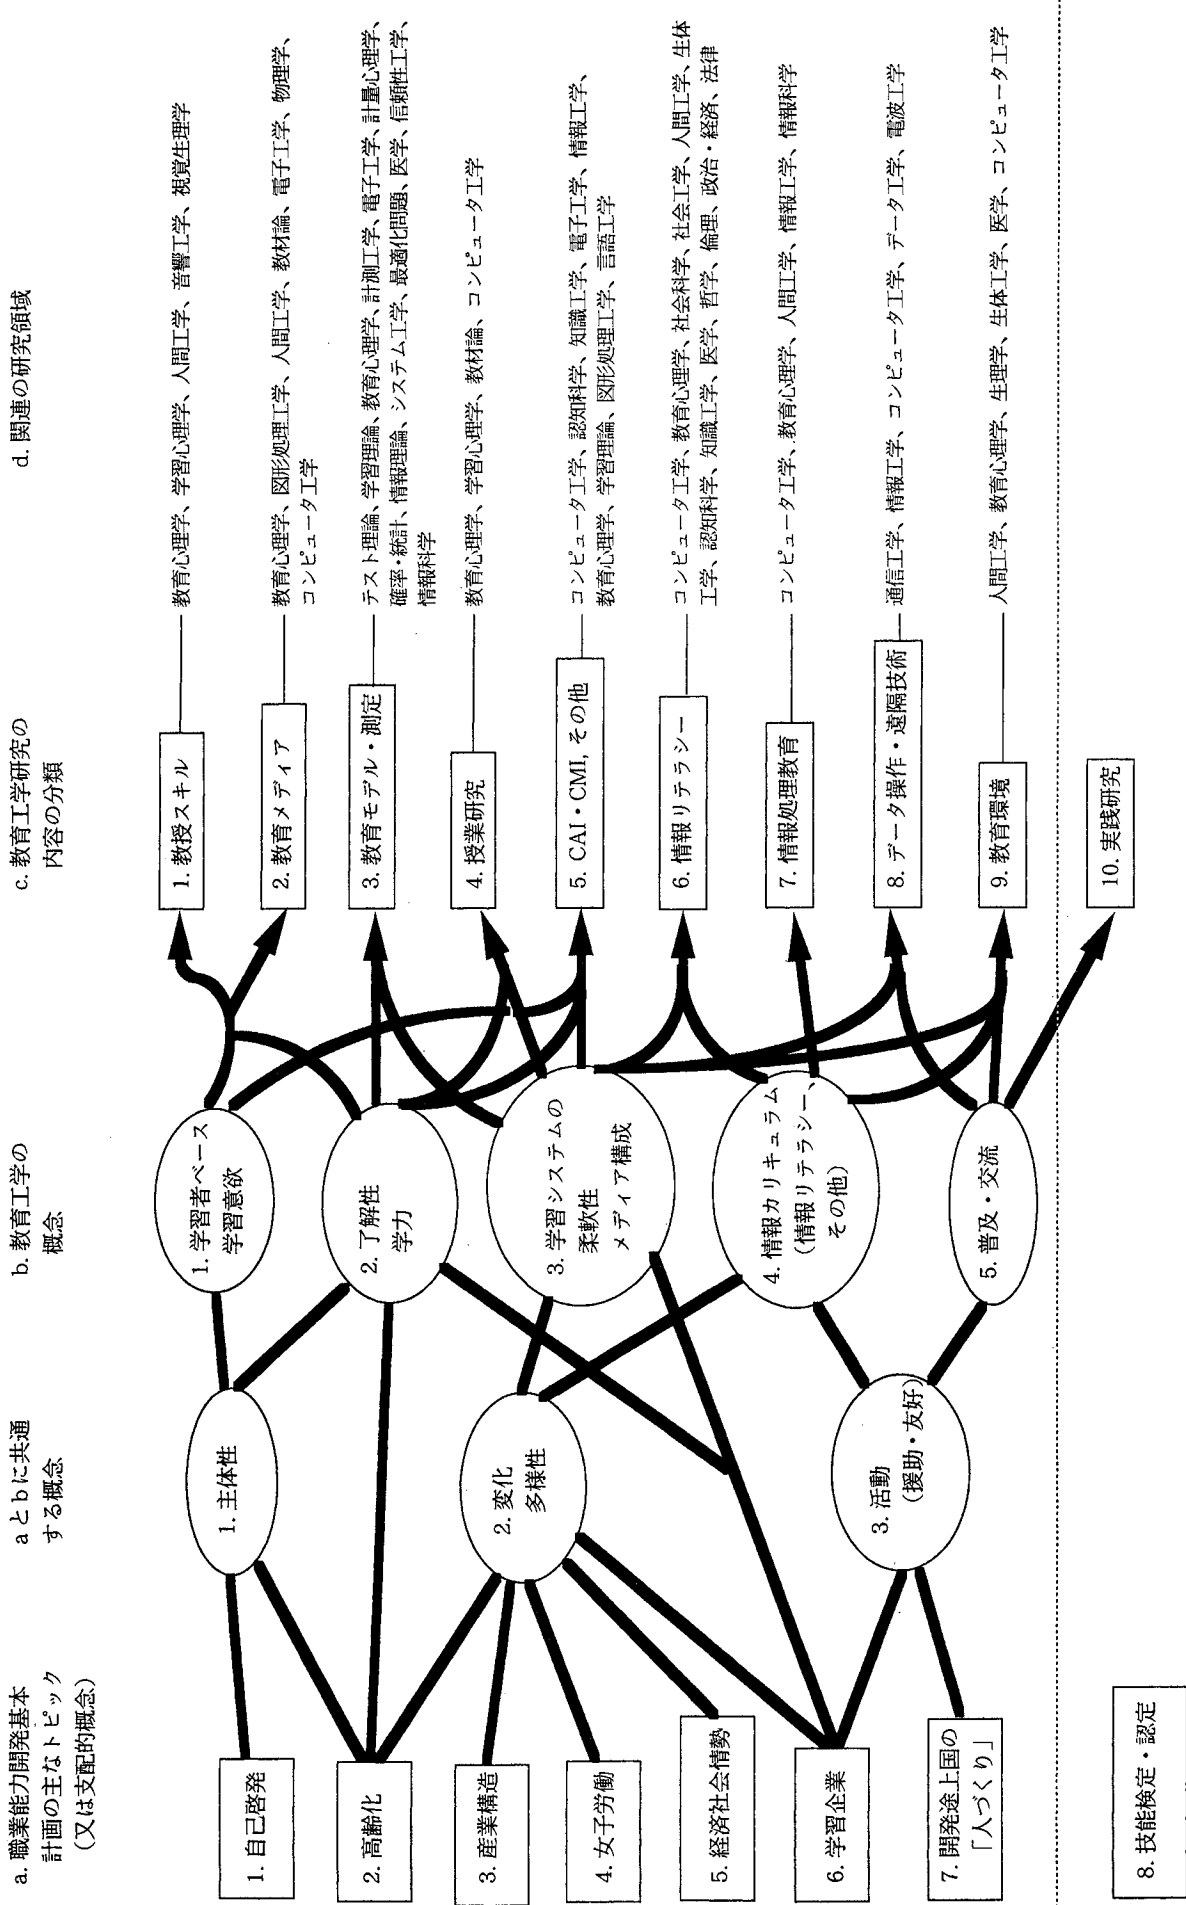 a. 職業能力開発基本
計画の主なトピック
（又は支配的概念）
1. 自己啓発
2. 高齢化
3. 産業構造
4. 女子労働
5. 経済社会情勢
6. 学習企業
7. 開発途上国の
「人づくり」
8. 技能検定・認定
aとbに共通
する概念
1. 主体性
2. 変化
多様性
3. 活動
（援助・友好）
b. 教育工学の
概念
1. 学習者ベース
学習意欲
2. 了解性
学力
3. 学習システムの
柔軟性
メディア構成
4. 情報カリキュラム
（情報リテラシー、
その他）
5. 普及・交流
c. 教育工学研究の
内容の分類
1. 教授スキル
2. 教育メディア
3. 教育モデル・測定
4. 授業研究
5. CAI・CMI, その他
6. 情報リテラシー
7. 情報処理教育
8. データ操作・遠隔技術
9. 教育環境
10. 実践研究
d. 関連の研究領域
教育心理学、学習心理学、人間工学、音響工学、視覚生理学
教育心理学、図形処理工学、人間工学、教材論、電子工学、物理学、
コンピュータ工学
テスト理論、学習理論、教育心理学、計測工学、電子工学、計量心理学、
確率・統計、情報理論、システム工学、最適化問題、医学、信頼性工学、
情報科学
教育心理学、学習心理学、教材論、コンピュータ工学
コンピュータ工学、認知科学、知識工学、電子工学、情報工学、
教育心理学、学習理論、図形処理工学、言語工学
コンピュータ工学、教育心理学、社会科学、社会工学、人間工学、生体
工学、認知科学、知識工学、医学、哲学、倫理、政治・経済、法律
コンピュータ工学、教育心理学、人間工学、情報工学、情報科学
通信工学、情報工学、コンピュータ工学、データ工学、電波工学
人間工学、教育心理学、生理学、生体工学、医学、コンピュータ工学